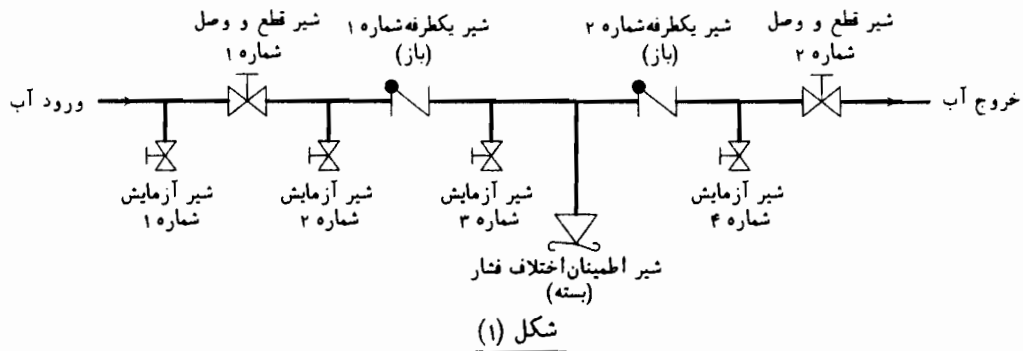 شیر قطع و وصل
شماره ۱
شیر یکطرفه شماره ۱
(باز)
شیر یکطرفه شماره ۲
(باز)
شیر قطع و وصل
شماره ۲
ورود آب
خروج آب
شیر آزمایش
شماره ۱
شیر آزمایش
شماره ۲
شیر آزمایش
شماره ۳
شیر آزمایش
شماره ۴
شیر اطمینان اختلاف فشار
(بسته)
شکل (۱)